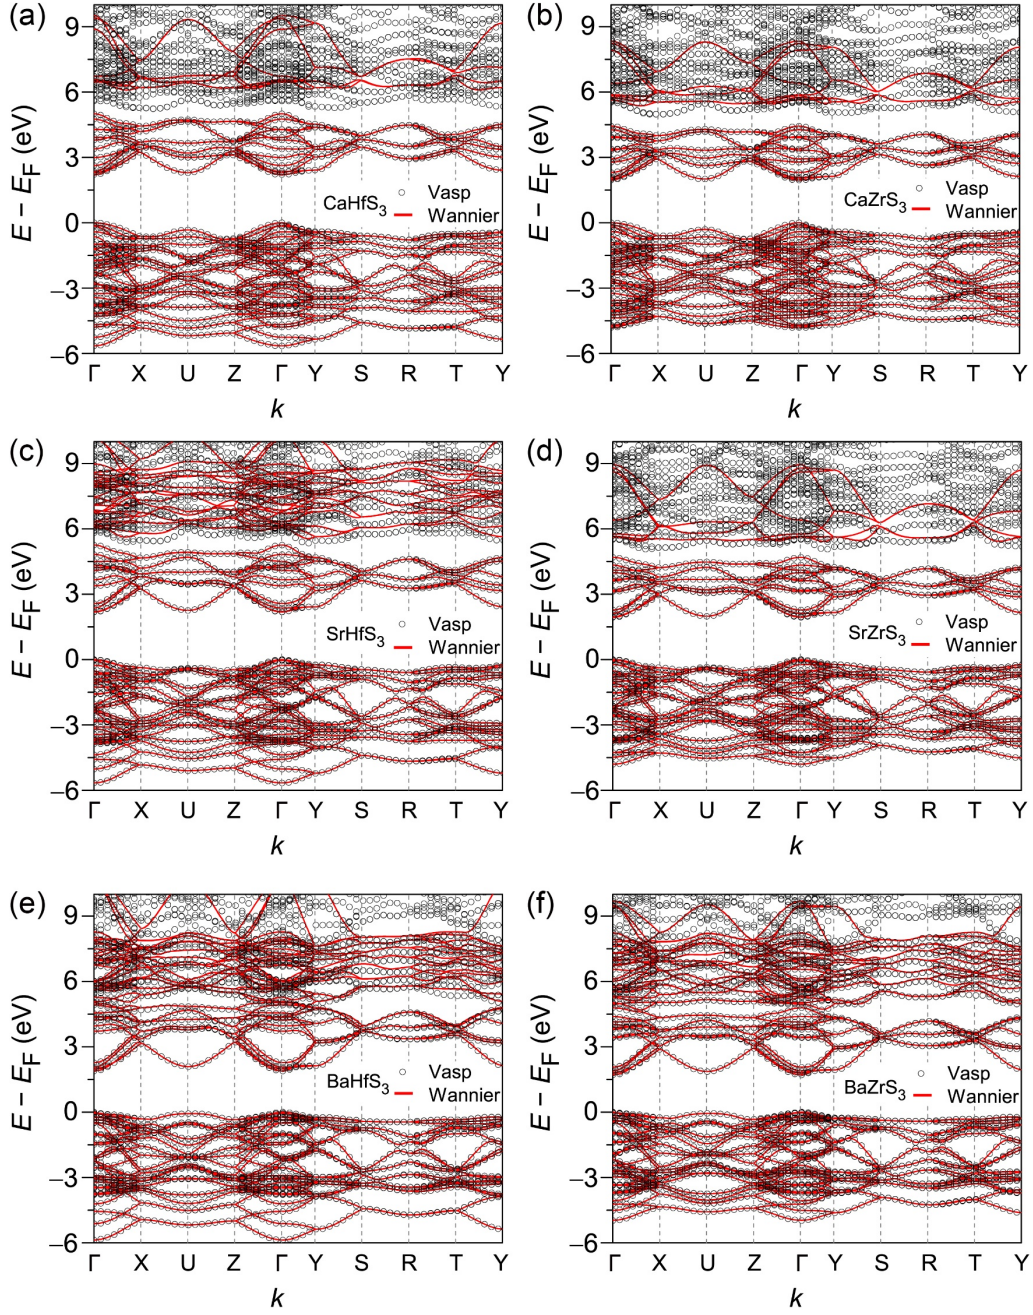 (a)
E − EF (eV)
9
6
3
0
−3
−6
CaHfS3
Vasp
Wannier
Γ X U Z Γ Y S R T Y
k
(b)
E − EF (eV)
9
6
3
0
−3
−6
CaZrS3
Vasp
Wannier
Γ X U Z Γ Y S R T Y
k
(c)
E − EF (eV)
9
6
3
0
−3
−6
SrHfS3
Vasp
Wannier
Γ X U Z Γ Y S R T Y
k
(d)
E − EF (eV)
9
6
3
0
−3
−6
SrZrS3
Vasp
Wannier
Γ X U Z Γ Y S R T Y
k
(e)
E − EF (eV)
9
6
3
0
−3
−6
BaHfS3
Vasp
Wannier
Γ X U Z Γ Y S R T Y
k
(f)
E − EF (eV)
9
6
3
0
−3
−6
BaZrS3
Vasp
Wannier
Γ X U Z Γ Y S R T Y
k